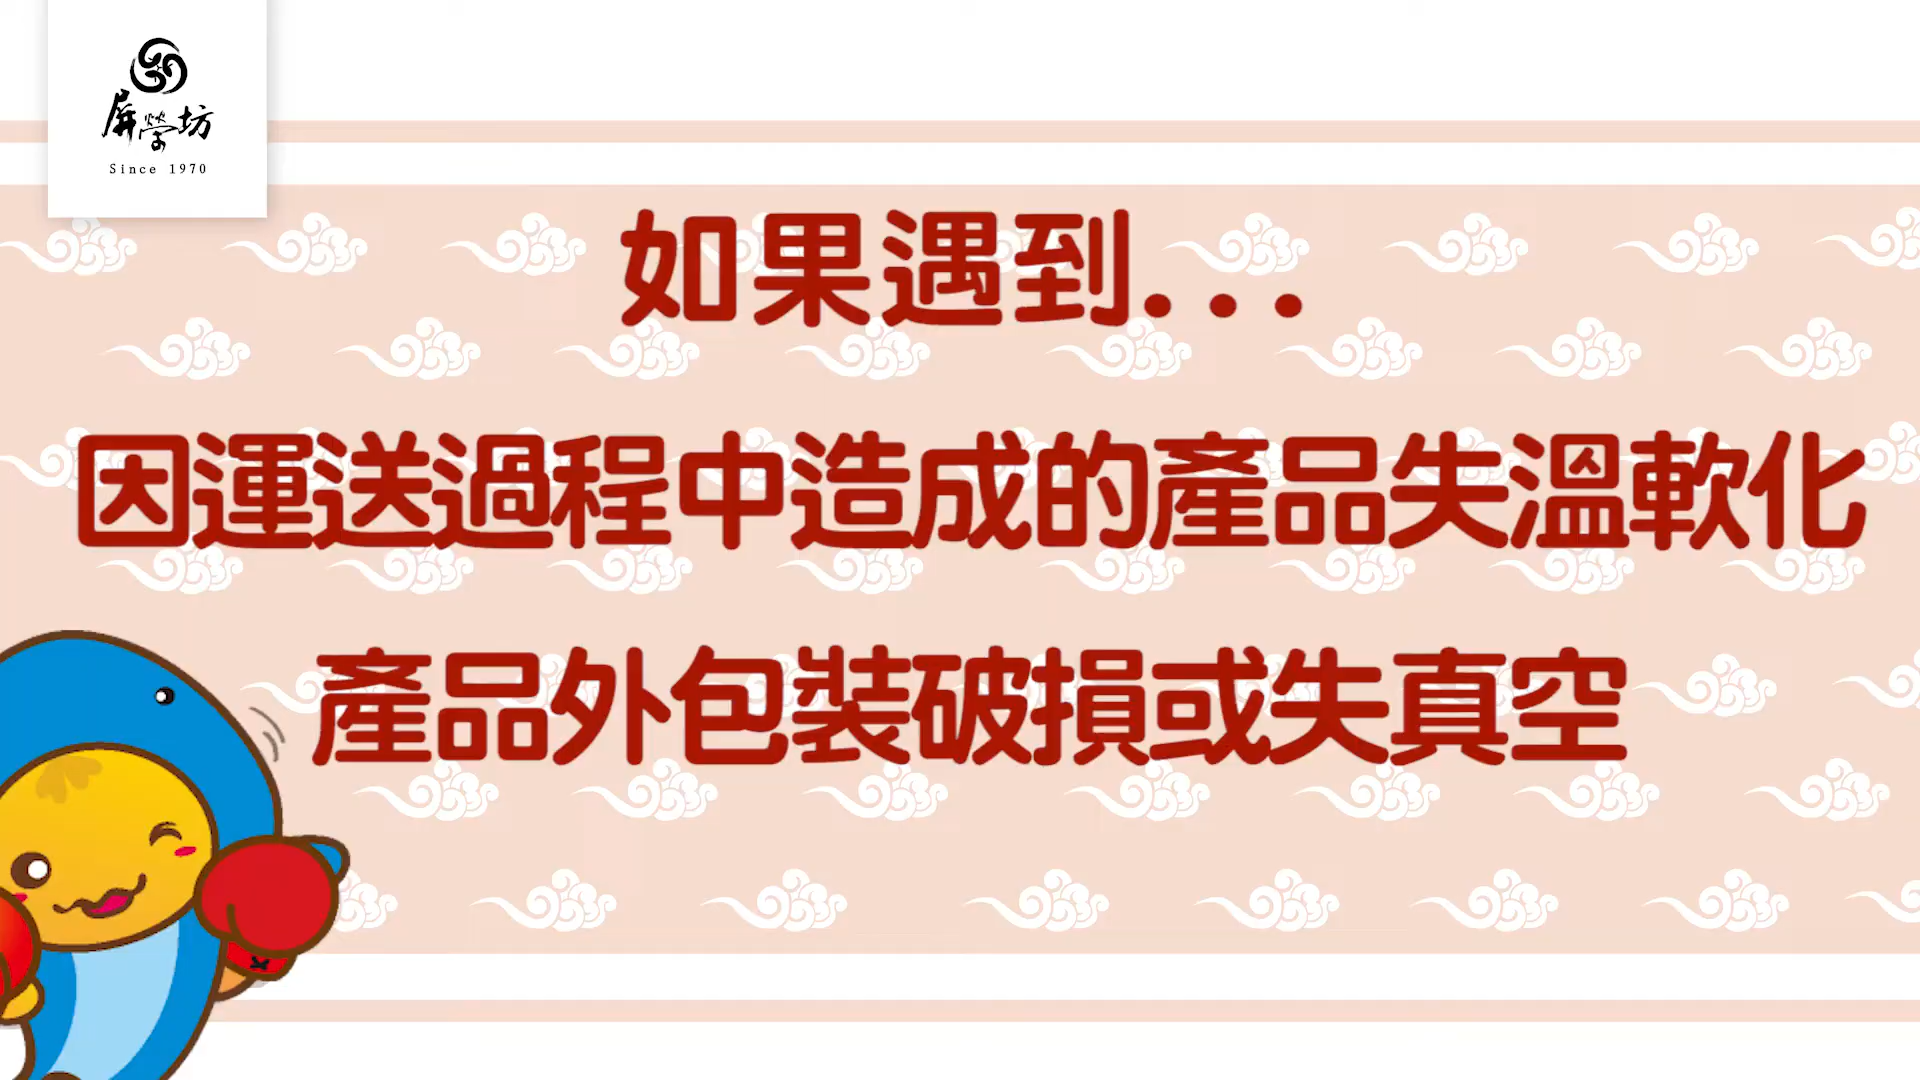 屏榮坊
Since 1970
如果遇到...
因運送過程中造成的產品失溫軟化
產品外包裝破損或失真空